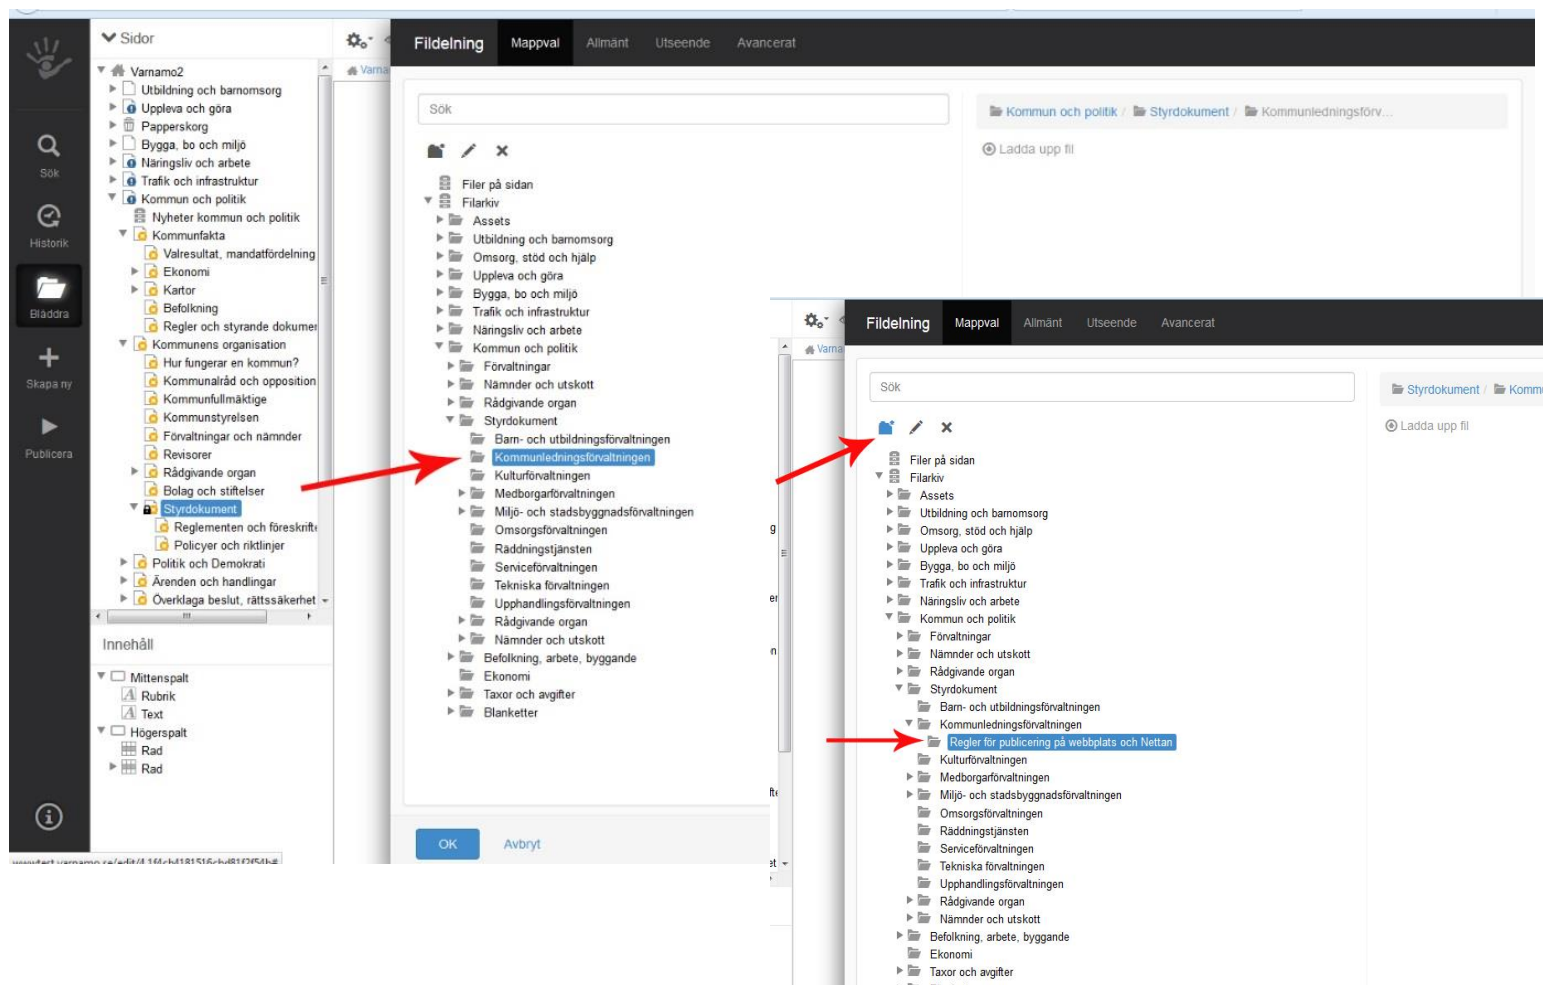 Sök
Historik
Bläddra
Skapa ny
Publicera
Sidor
Varnamo2
Utbildning och barnomsorg
Uppleva och göra
Papperskorg
Bygga, bo och miljö
Näringsliv och arbete
Trafik och infrastruktur
Kommun och politik
Nyheter kommun och politik
Kommunfakta
Valresultat, mandatfördelning
Ekonomi
Kartor
Befolkning
Regler och styrande dokumer
Kommunens organisation
Hur fungerar en kommun?
Kommunalråd och opposition
Kommunfullmäktige
Kommunstyrelsen
Förvaltningar och nämnder
Revisorer
Rådgivande organ
Bolag och stiftelser
Styrdokument
Reglementen och föreskrifte
Policyer och riktlinjer
Politik och Demokrati
Ärenden och handlingar
Överklaga beslut, rättssäkerhet
Innehåll
Mittenspalt
Rubrik
Text
Högerspalt
Rad
Rad
Varna
Fildelning Mappval Allmänt Utseende Avancerat
Sök
Kommun och politik / Styrdokument / Kommunledningsförv...
Ladda upp fil
Filer på sidan
Filarkiv
Assets
Utbildning och barnomsorg
Omsorg, stöd och hjälp
Uppleva och göra
Bygga, bo och miljö
Trafik och infrastruktur
Näringsliv och arbete
Kommun och politik
Förvaltningar
Nämnder och utskott
Rådgivande organ
Styrdokument
Barn- och utbildningsförvaltningen
Kommunledningsförvaltningen
Kulturförvaltningen
Medborgarförvaltningen
Miljö- och stadsbyggnadsförvaltningen
Omsorgsförvaltningen
Räddningstjänsten
Serviceförvaltningen
Tekniska förvaltningen
Upphandlingsförvaltningen
Rådgivande organ
Nämnder och utskott
Befolkning, arbete, byggande
Ekonomi
Taxor och avgifter
Blanketter
OK Avbryt
Varna
Fildelning Mappval Allmänt Utseende Avancerat
Sök
Styrdokument / Komm
Ladda upp fil
Filer på sidan
Filarkiv
Assets
Utbildning och barnomsorg
Omsorg, stöd och hjälp
Uppleva och göra
Bygga, bo och miljö
Trafik och infrastruktur
Näringsliv och arbete
Kommun och politik
Förvaltningar
Nämnder och utskott
Rådgivande organ
Styrdokument
Barn- och utbildningsförvaltningen
Kommunledningsförvaltningen
Regler för publicering på webbplats och Nettan
Kulturförvaltningen
Medborgarförvaltningen
Miljö- och stadsbyggnadsförvaltningen
Omsorgsförvaltningen
Räddningstjänsten
Serviceförvaltningen
Tekniska förvaltningen
Upphandlingsförvaltningen
Rådgivande organ
Nämnder och utskott
Befolkning, arbete, byggande
Ekonomi
Taxor och avgifter